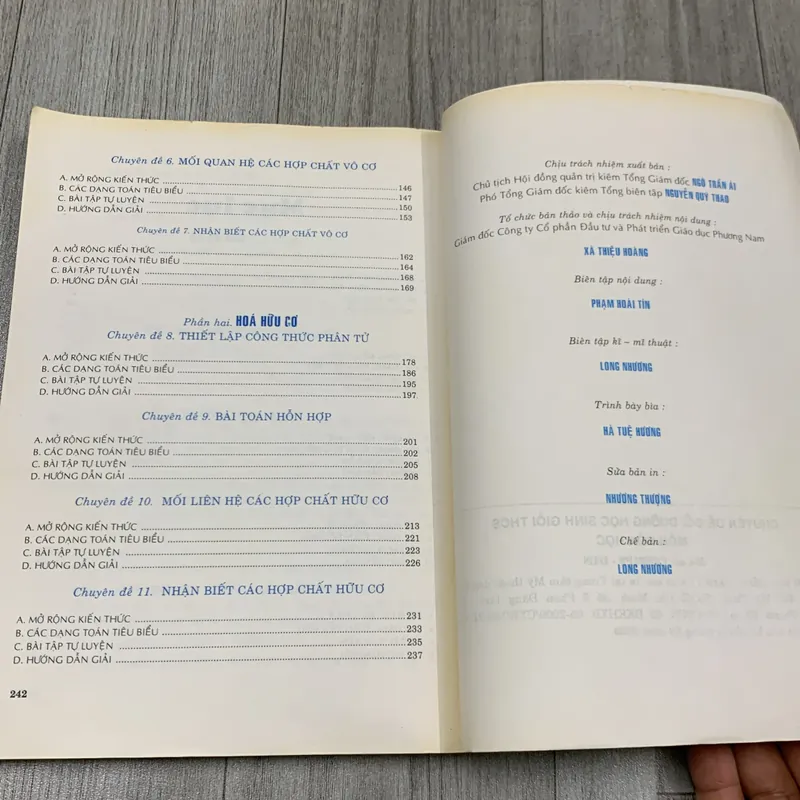 Chuyên đề 6. MỐI QUAN HỆ CÁC HỢP CHẤT VÔ CƠ
A. MỞ RỘNG KIẾN THỨC ........ 146
B. CÁC DẠNG TOÁN TIÊU BIỂU ........ 147
C. BÀI TẬP TỰ LUYỆN ........ 150
D. HƯỚNG DẪN GIẢI ........ 153
Chuyên đề 7. NHẬN BIẾT CÁC HỢP CHẤT VÔ CƠ
A. MỞ RỘNG KIẾN THỨC ........ 162
B. CÁC DẠNG TOÁN TIÊU BIỂU ........ 164
C. BÀI TẬP TỰ LUYỆN ........ 168
D. HƯỚNG DẪN GIẢI ........ 169
Phần hai. HOÁ HỮU CƠ
Chuyên đề 8. THIẾT LẬP CÔNG THỨC PHÂN TỬ
A. MỞ RỘNG KIẾN THỨC ........ 178
B. CÁC DẠNG TOÁN TIÊU BIỂU ........ 186
C. BÀI TẬP TỰ LUYỆN ........ 195
D. HƯỚNG DẪN GIẢI ........ 197
Chuyên đề 9. BÀI TOÁN HỖN HỢP
A. MỞ RỘNG KIẾN THỨC ........ 201
B. CÁC DẠNG TOÁN TIÊU BIỂU ........ 202
C. BÀI TẬP TỰ LUYỆN ........ 205
D. HƯỚNG DẪN GIẢI ........ 208
Chuyên đề 10. MỐI LIÊN HỆ CÁC HỢP CHẤT HỮU CƠ
A. MỞ RỘNG KIẾN THỨC ........ 213
B. CÁC DẠNG TOÁN TIÊU BIỂU ........ 221
C. BÀI TẬP TỰ LUYỆN ........ 223
D. HƯỚNG DẪN GIẢI ........ 226
Chuyên đề 11. NHẬN BIẾT CÁC HỢP CHẤT HỮU CƠ
A. MỞ RỘNG KIẾN THỨC ........ 231
B. CÁC DẠNG TOÁN TIÊU BIỂU ........ 233
C. BÀI TẬP TỰ LUYỆN ........ 235
D. HƯỚNG DẪN GIẢI ........ 237
242
Chịu trách nhiệm xuất bản :
Chủ tịch Hội đồng quản trị kiêm Tổng Giám đốc NGÔ TRẦN ÁI
Phó Tổng Giám đốc kiêm Tổng biên tập NGUYỄN QUÝ THAO
Tổ chức bản thảo và chịu trách nhiệm nội dung :
Giám đốc Công ty Cổ phần Đầu tư và Phát triển Giáo dục Phương Nam
XÀ THIỆU HOÀNG
Biên tập nội dung :
PHẠM HOÀI TÍN
Biên tập kĩ - mĩ thuật :
LONG NHƯƠNG
Trình bày bìa :
HÀ TUỆ HƯƠNG
Sửa bản in :
NHƯƠNG THƯỢNG
Chế bản :
LONG NHƯƠNG